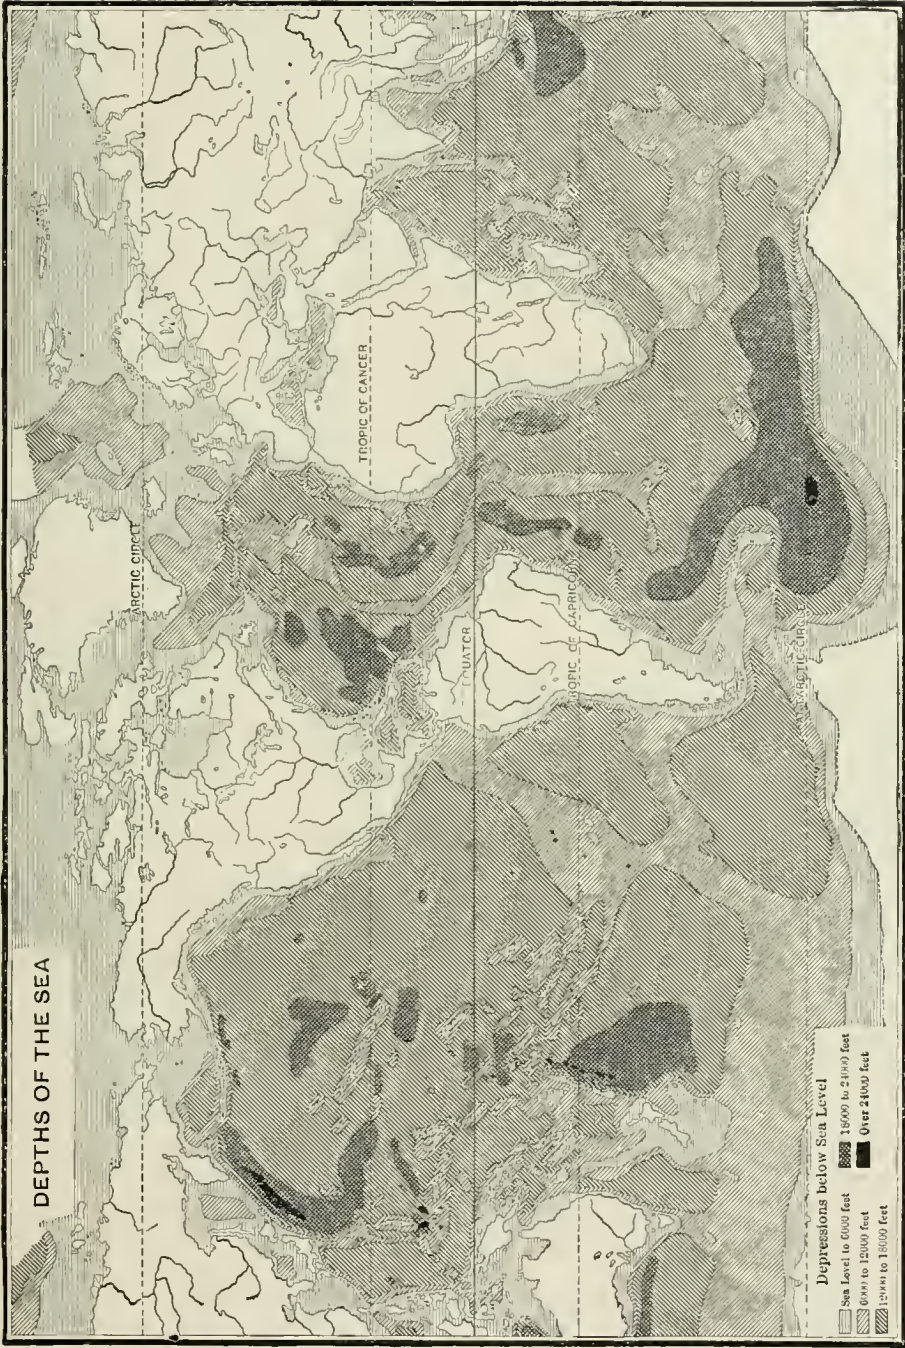 DEPTHS OF THE SEA
ARCTIC CIRCLE
TROPIC OF CANCER
EQUATOR
TROPIC OF CAPRICORN
ANTARCTIC CIRCLE
Depressions below Sea Level
Sea Level to 6000 feet
6000 to 12000 feet
12000 to 18000 feet
18000 to 24000 feet
Over 24000 feet